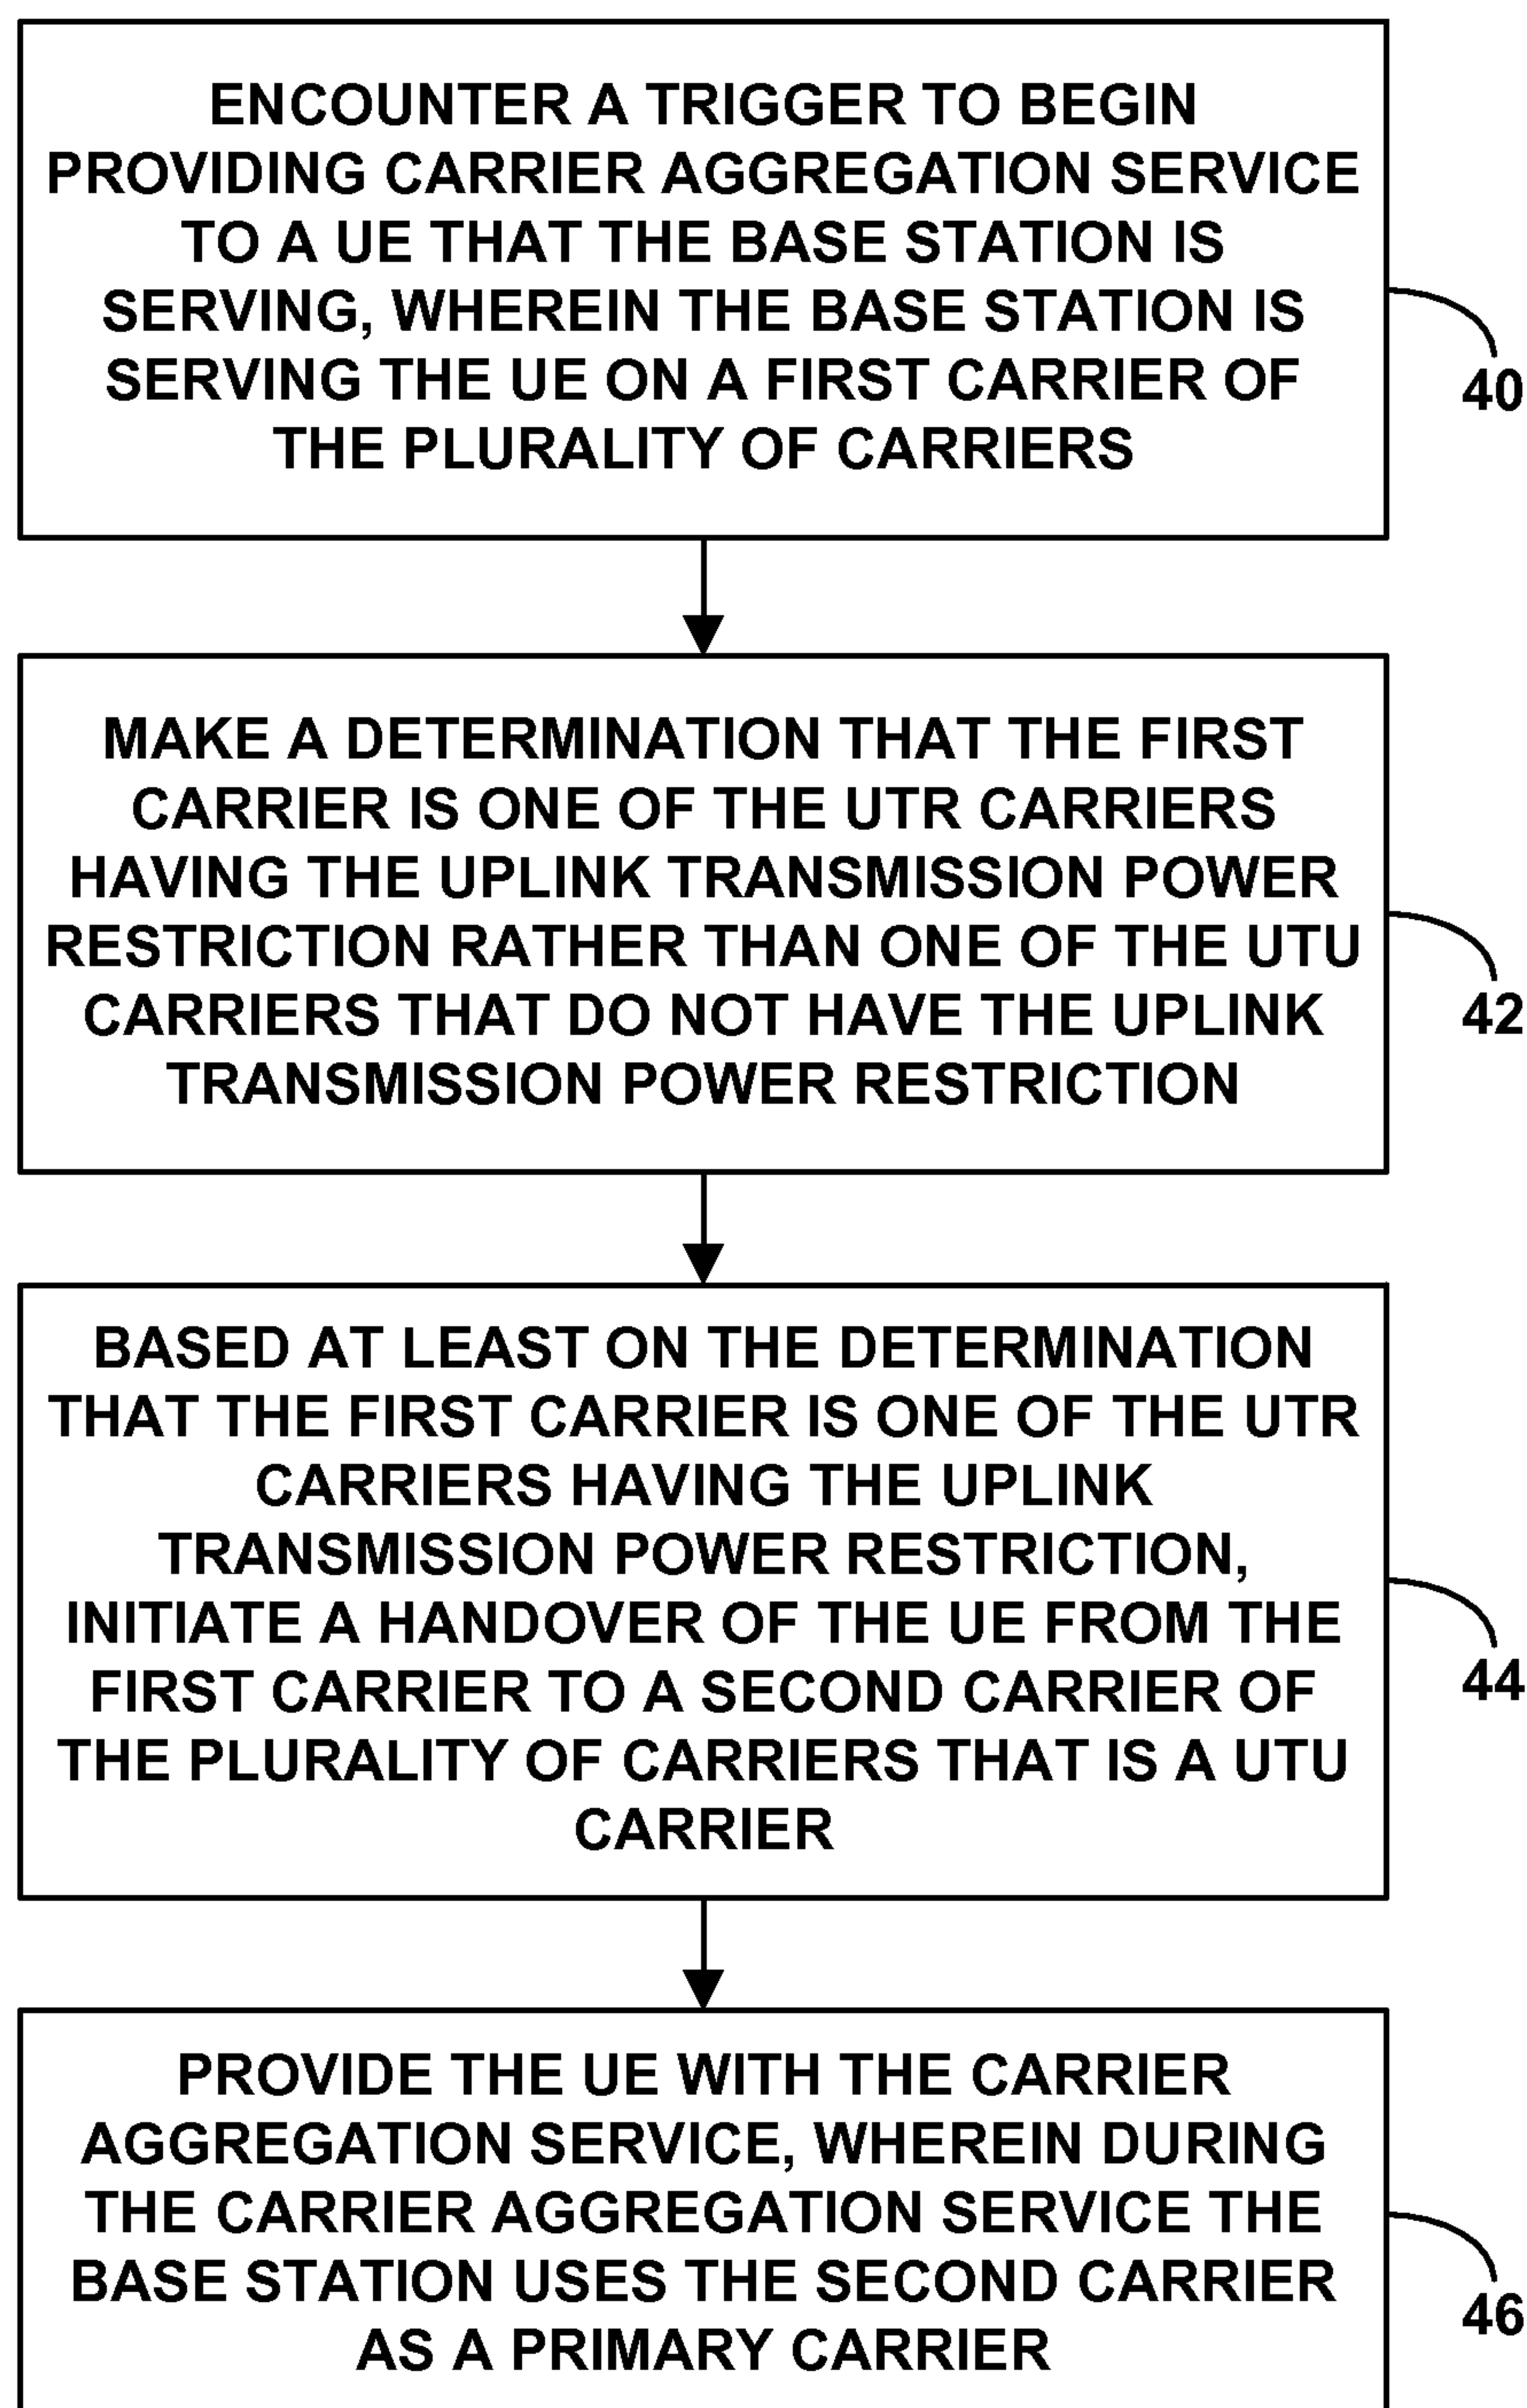 ENCOUNTER A TRIGGER TO BEGIN
PROVIDING CARRIER AGGREGATION SERVICE
TO A UE THAT THE BASE STATION IS
SERVING, WHEREIN THE BASE STATION IS
SERVING THE UE ON A FIRST CARRIER OF
THE PLURALITY OF CARRIERS
40
MAKE A DETERMINATION THAT THE FIRST
CARRIER IS ONE OF THE UTR CARRIERS
HAVING THE UPLINK TRANSMISSION POWER
RESTRICTION RATHER THAN ONE OF THE UTU
CARRIERS THAT DO NOT HAVE THE UPLINK
TRANSMISSION POWER RESTRICTION
42
BASED AT LEAST ON THE DETERMINATION
THAT THE FIRST CARRIER IS ONE OF THE UTR
CARRIERS HAVING THE UPLINK
TRANSMISSION POWER RESTRICTION,
INITIATE A HANDOVER OF THE UE FROM THE
FIRST CARRIER TO A SECOND CARRIER OF
THE PLURALITY OF CARRIERS THAT IS A UTU
CARRIER
44
PROVIDE THE UE WITH THE CARRIER
AGGREGATION SERVICE, WHEREIN DURING
THE CARRIER AGGREGATION SERVICE THE
BASE STATION USES THE SECOND CARRIER
AS A PRIMARY CARRIER
46